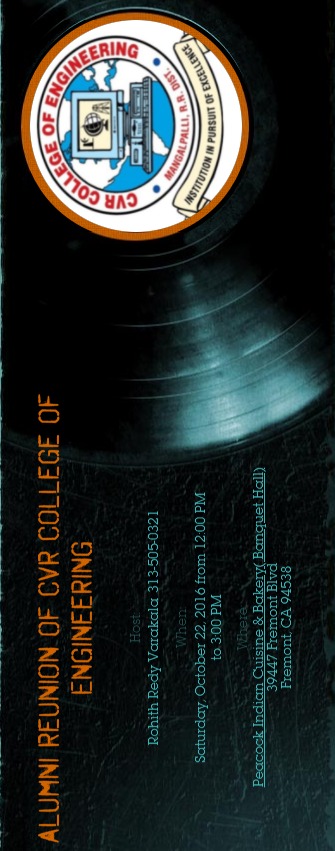 CVR COLLEGE OF ENGINEERING
MANGALPALLI, R.R. DIST.
INSTITUTION IN PURSUIT OF EXCELLENCE
ALUMNI REUNION OF CVR COLLEGE OF
ENGINEERING
Host
Rohith Redy Varakala 313-505-0321
When
Saturday, October 22, 2016 from 12:00 PM
to 3:00 PM
Where
Peacock Indian Cuisine & Bakery( Banquet Hall)
39447 Fremont Blvd
Fremont, CA 94538